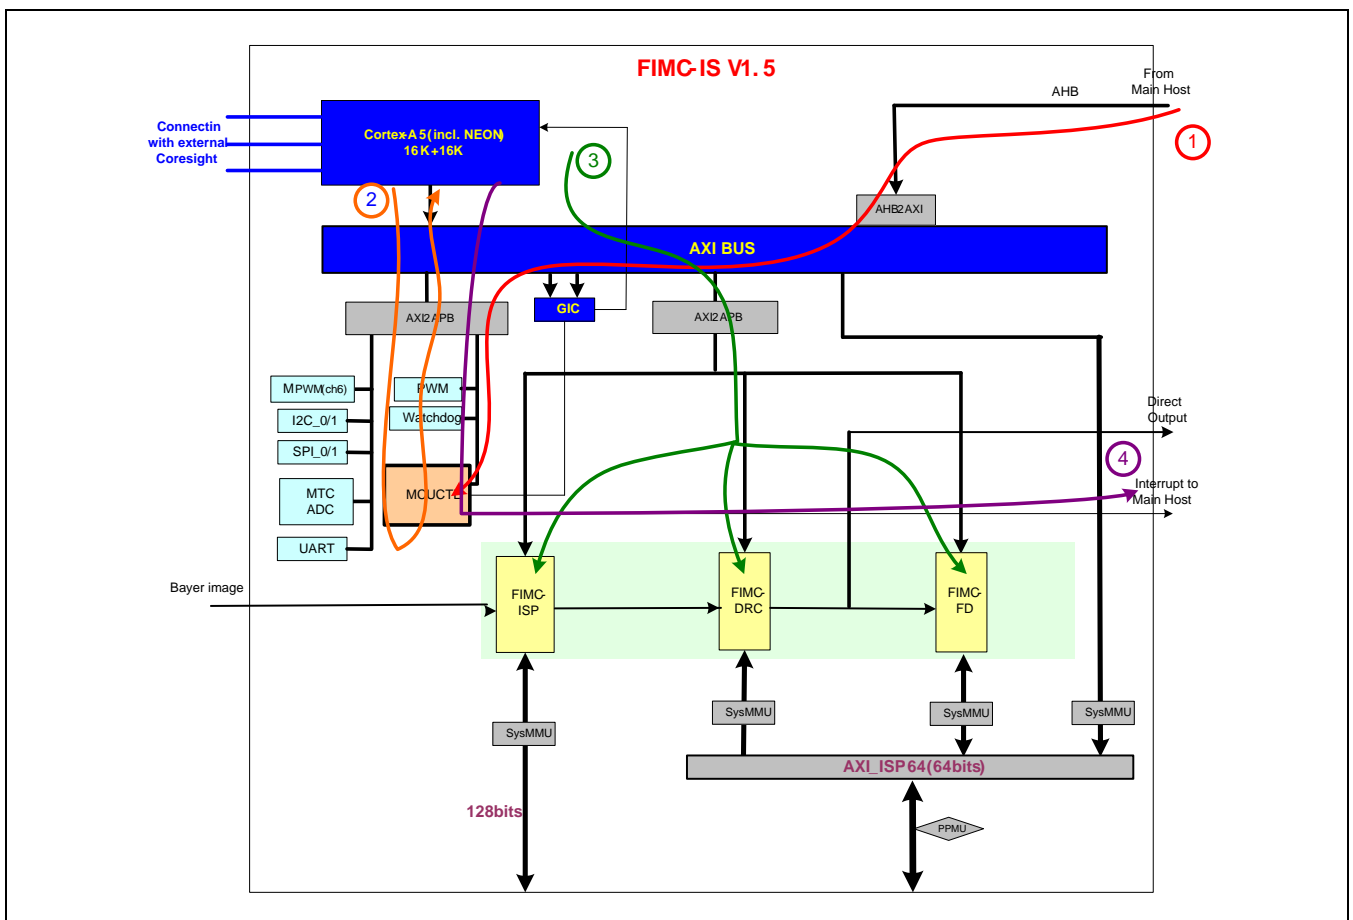 FIMC-IS V1.5
From
Main Host
AHB
1
Connectin
with external
Coresight
Cortex-A5(incl. NEON)
16K+16K
3
2
AHB2AXI
AXI BUS
GIC
AXI2APB
AXI2APB
MPWM(ch6)
PWM
I2C_0/1
Watchdog
SPI_0/1
Direct
Output
4
MTC
ADC
MCUCTL
Interrupt to
Main Host
UART
Bayer image
FIMC-
ISP
FIMC-
DRC
FIMC-
FD
SysMMU
SysMMU
SysMMU
SysMMU
AXI_ISP64(64bits)
128bits
PPMU